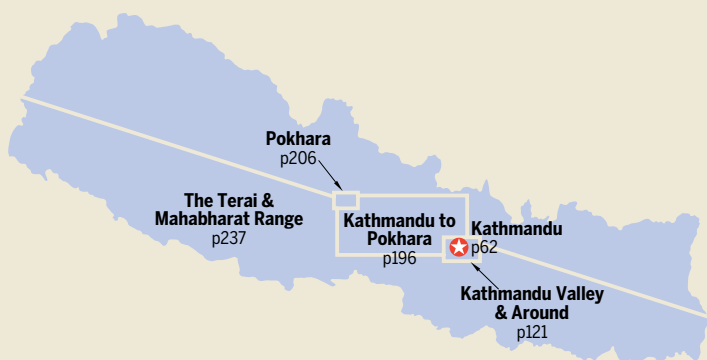 Pokhara
p206
The Terai &
Mahabharat Range
p237
Kathmandu to
Pokhara
p196
Kathmandu
p62
Kathmandu Valley
& Around
p121